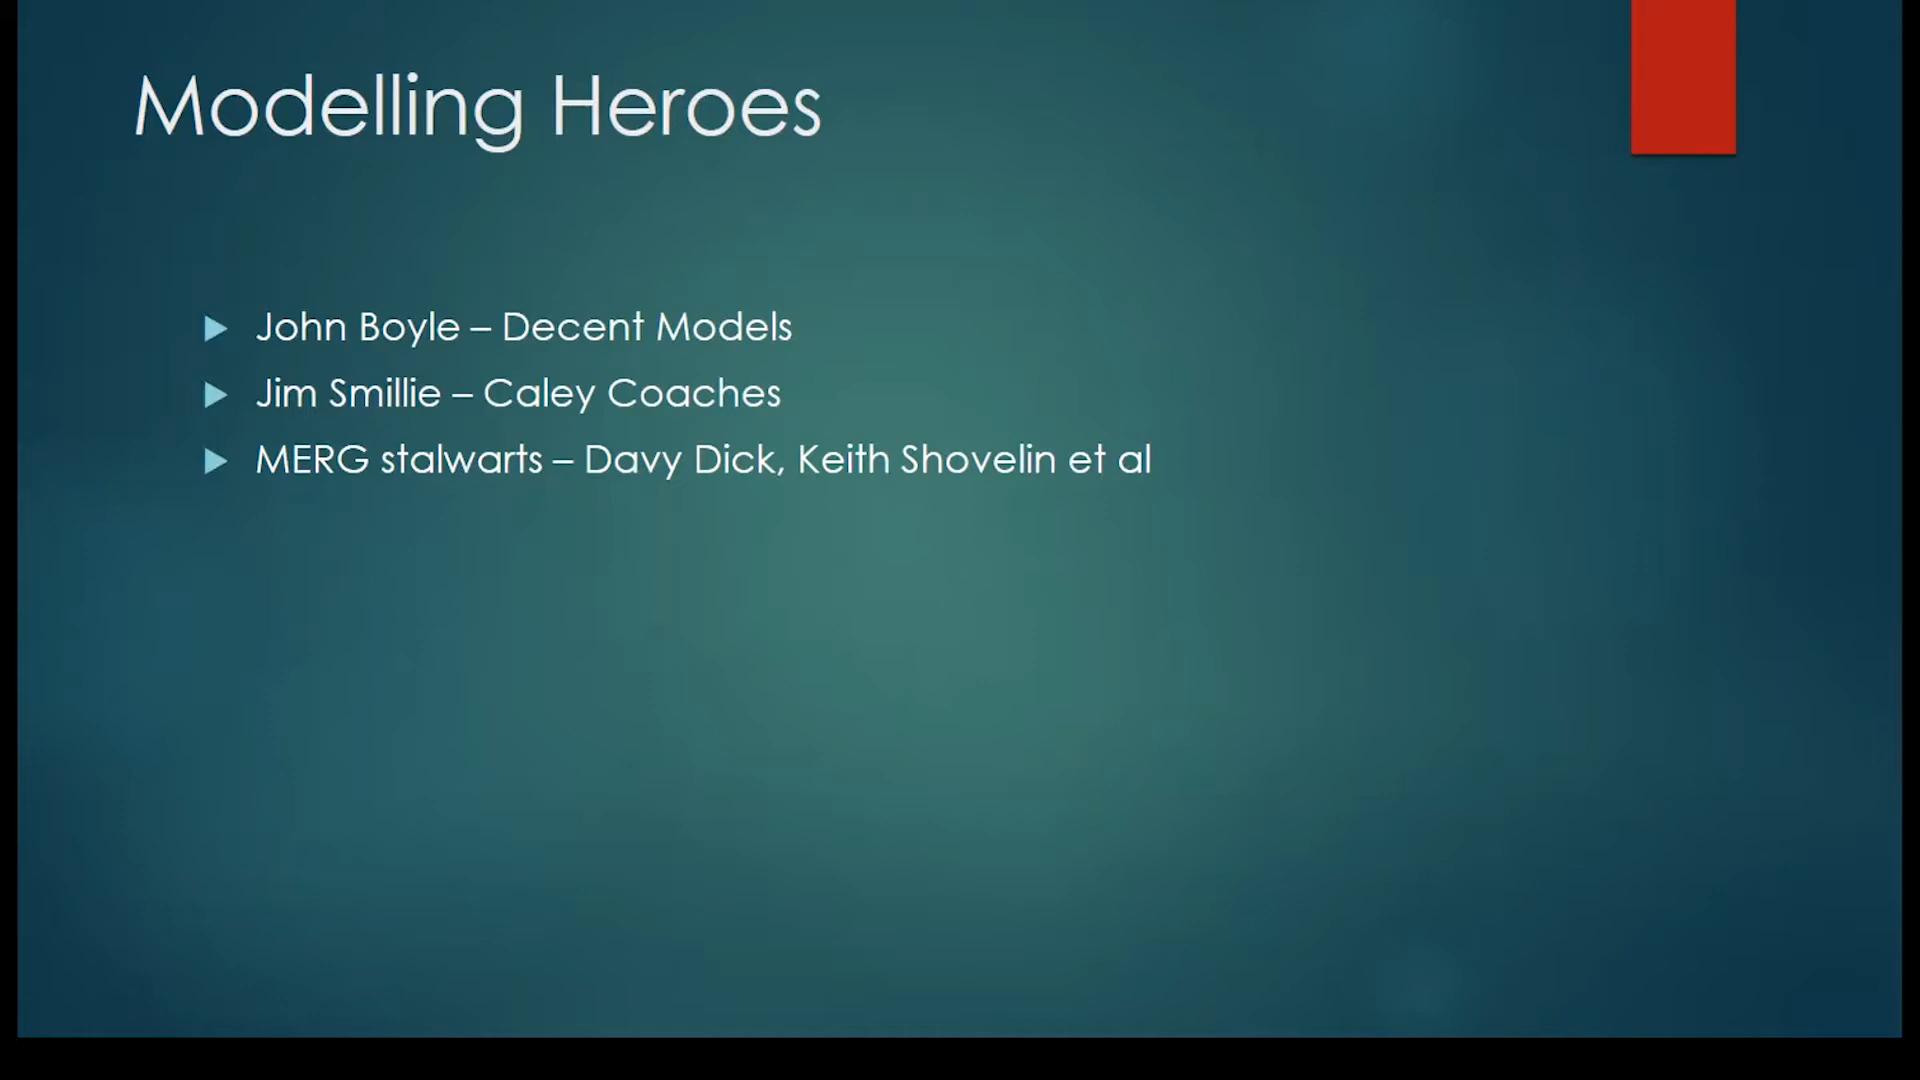 Modelling Heroes
John Boyle – Decent Models
Jim Smillie – Caley Coaches
MERG stalwarts – Davy Dick, Keith Shovelin et al